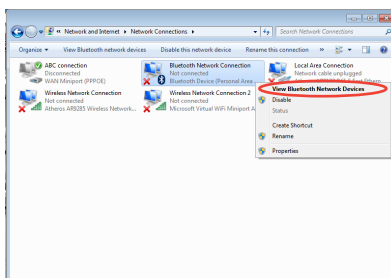 « Network and Internet ▸ Network Connections ▸
Search Network Connections
Organize ▾ View Bluetooth network devices Disable this network device Rename this connection »
ABC connection
Disconnected
WAN Miniport (PPPOE)
Bluetooth Network Connection
Not connected
Bluetooth Device (Personal Area ...
Local Area Connection
Network cable unplugged
Wireless Network Connection
Not connected
Atheros AR9285 Wireless Network...
Wireless Network Connection 2
Not connected
Microsoft Virtual WiFi Miniport A
View Bluetooth Network Devices
Disable
Status
Create Shortcut
Rename
Properties